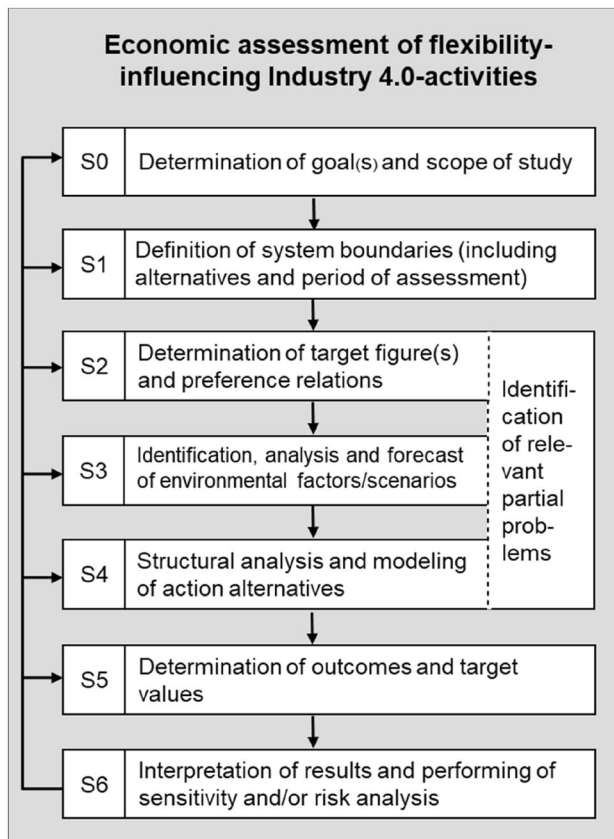 Economic assessment of flexibility-
influencing Industry 4.0-activities
S0
Determination of goal(s) and scope of study
S1
Definition of system boundaries (including
alternatives and period of assessment)
S2
Determination of target figure(s)
and preference relations
S3
Identification, analysis and forecast
of environmental factors/scenarios
S4
Structural analysis and modeling
of action alternatives
Identifi-
cation
of rele-
vant
partial
prob-
lems
S5
Determination of outcomes and target
values
S6
Interpretation of results and performing of
sensitivity and/or risk analysis